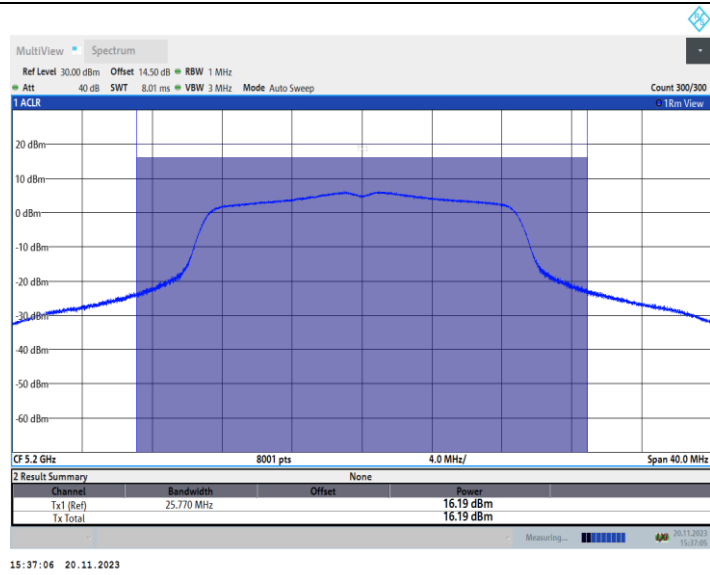 MultiView Spectrum
Ref Level 30.00 dBm Offset 14.50 dB RBW 1 MHz
Att 40 dB SWT 8.01 ms VBW 3 MHz Mode Auto Sweep Count 300/300
1 ACLR 1Rm View
20 dBm
10 dBm
0 dBm
-10 dBm
-20 dBm
-30 dBm
-40 dBm
-50 dBm
-60 dBm
CF 5.2 GHz 8001 pts 4.0 MHz/ Span 40.0 MHz
2 Result Summary None
Channel Bandwidth Offset Power
Tx1 (Ref) 25.770 MHz 16.19 dBm
Tx Total 16.19 dBm
Measuring... 20.11.2023
15:37:05
15:37:06 20.11.2023